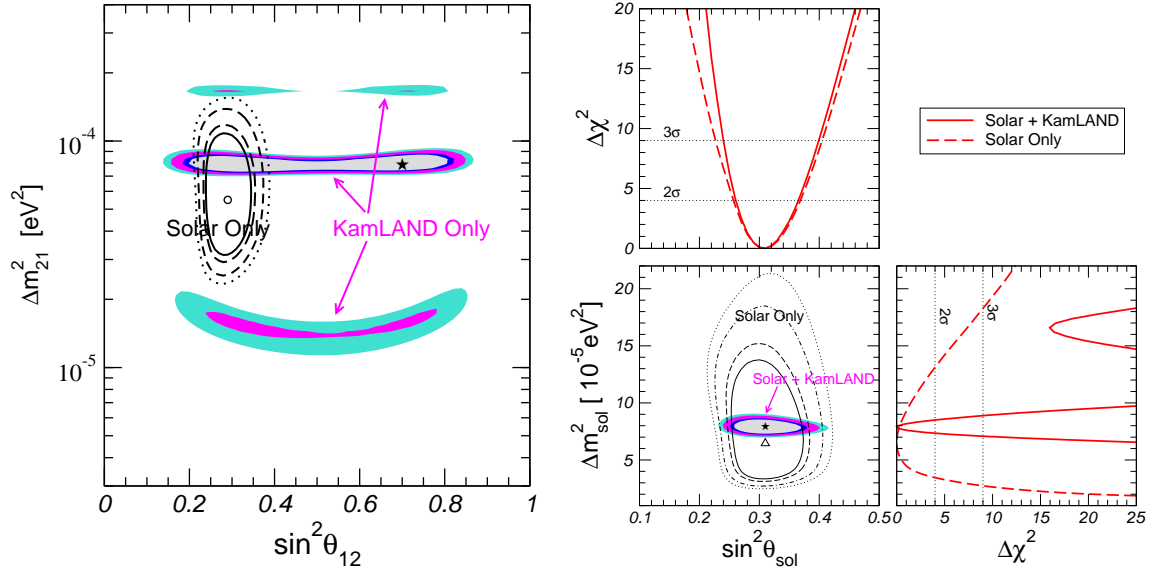 10⁻⁴
10⁻⁵
Δm²₂₁ [eV²]
Solar Only
KamLAND Only
0 0.2 0.4 0.6 0.8 1
sin²θ₁₂
20
15
10
5
0
Δχ²
3σ
2σ
Solar + KamLAND
Solar Only
20
15
10
5
Δm²sol [10⁻⁵eV²]
Solar Only
Solar + KamLAND
0.1 0.2 0.3 0.4 0.5
sin²θsol
2σ
3σ
0 5 10 15 20 25
Δχ²